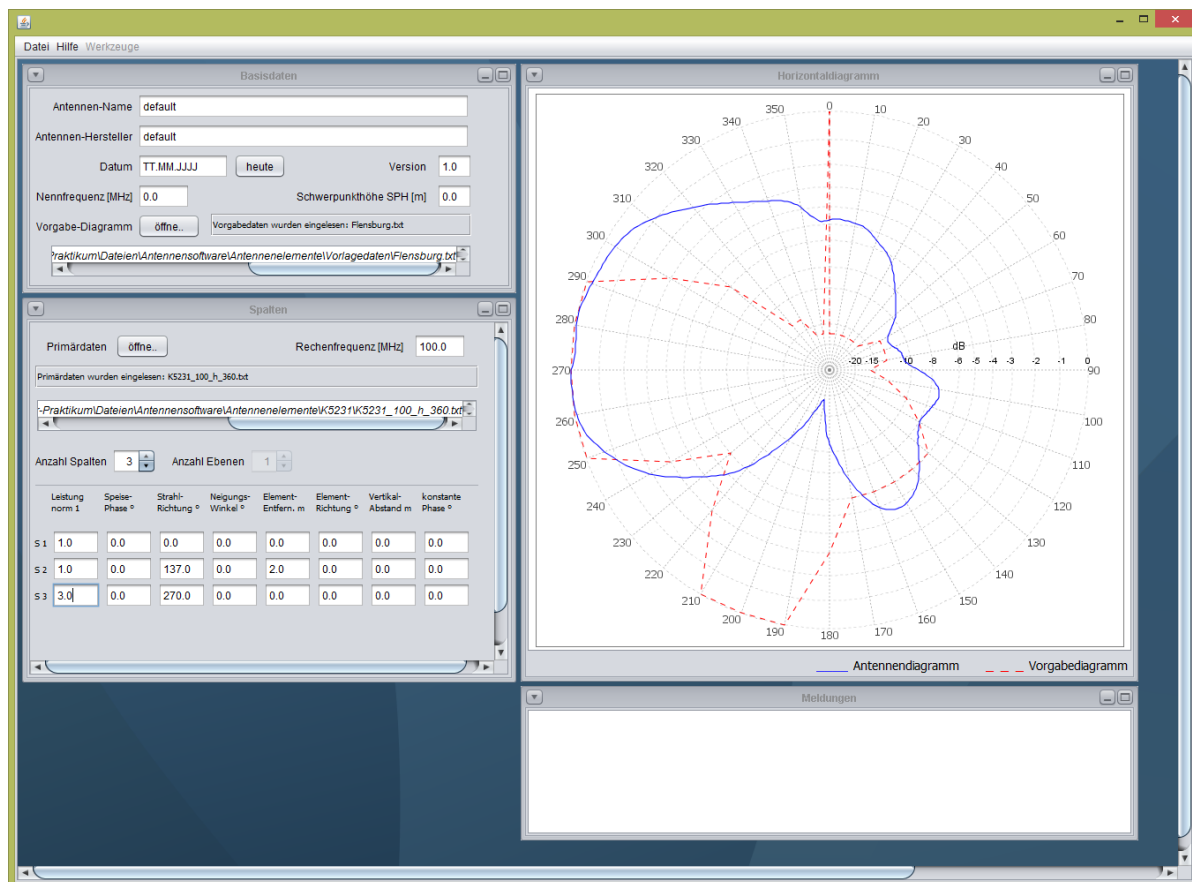 Datei Hilfe Werkzeuge
Basisdaten
Antennen-Name default
Antennen-Hersteller default
Datum TT.MM.JJJJ heute Version 1.0
Nennfrequenz [MHz] 0.0 Schwerpunkthöhe SPH [m] 0.0
Vorgabe-Diagramm öffne.. Vorgabedaten wurden eingelesen: Flensburg.txt
Praktikum\Dateien\Antennensoftware\Antennenelemente\Vorlagedaten\Flensburg.txt
Spalten
Primärdaten öffne.. Rechenfrequenz [MHz] 100.0
Primärdaten wurden eingelesen: K5231_100_h_360.txt
r-Praktikum\Dateien\Antennensoftware\Antennenelemente\K5231\K5231_100_h_360.txt
Anzahl Spalten 3 Anzahl Ebenen 1
Leistung Speise- Strahl- Neigungs- Element- Element- Vertikal- konstante
norm 1 Phase º Richtung º Winkel º Entfern. m Richtung º Abstand m Phase º
S 1 1.0 0.0 0.0 0.0 0.0 0.0 0.0 0.0
S 2 1.0 0.0 137.0 0.0 2.0 0.0 0.0 0.0
S 3 3.0 0.0 270.0 0.0 0.0 0.0 0.0 0.0
Horizontaldiagramm
0
10
20
30
40
50
60
70
80
90
100
110
120
130
140
150
160
170
180
190
200
210
220
230
240
250
260
270
280
290
300
310
320
330
340
350
dB
-20 -15 -10 -8 -6 -4 -3 -2 -1 0
Antennendiagramm Vorgabediagramm
Meldungen